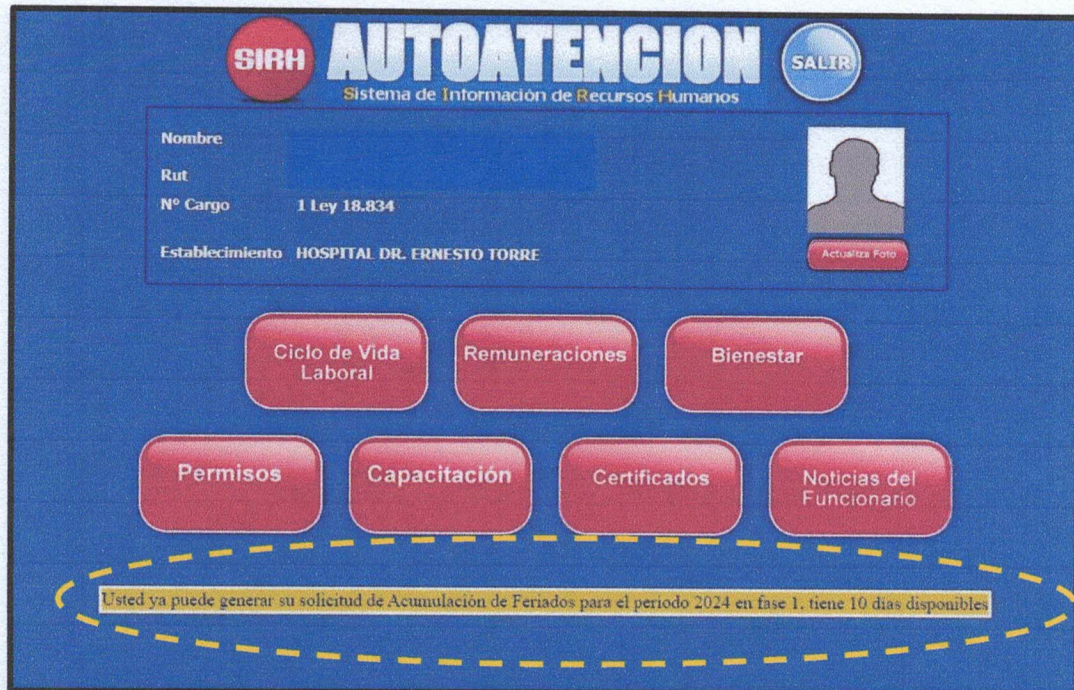 SIRH
AUTOATENCION
SALIR
Sistema de Información de Recursos Humanos
Nombre
Rut
Nº Cargo 1 Ley 18.834
Establecimiento HOSPITAL DR. ERNESTO TORRE
Actualiza Foto
Ciclo de Vida
Laboral
Remuneraciones
Bienestar
Permisos
Capacitación
Certificados
Noticias del
Funcionario
Usted ya puede generar su solicitud de Acumulación de Feriados para el periodo 2024 en fase 1. tiene 10 dias disponibles